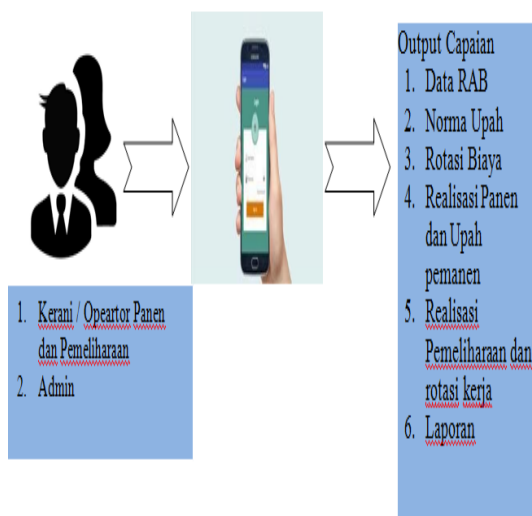 1. Kerani / Opeartor Panen
dan Pemeliharaan
2. Admin
Output Capaian
1. Data RAB
2. Norma Upah
3. Rotasi Biaya
4. Realisasi Panen
dan Upah
pemanen
5. Realisasi
Pemeliharaan dan
rotasi kerja
6. Laporan